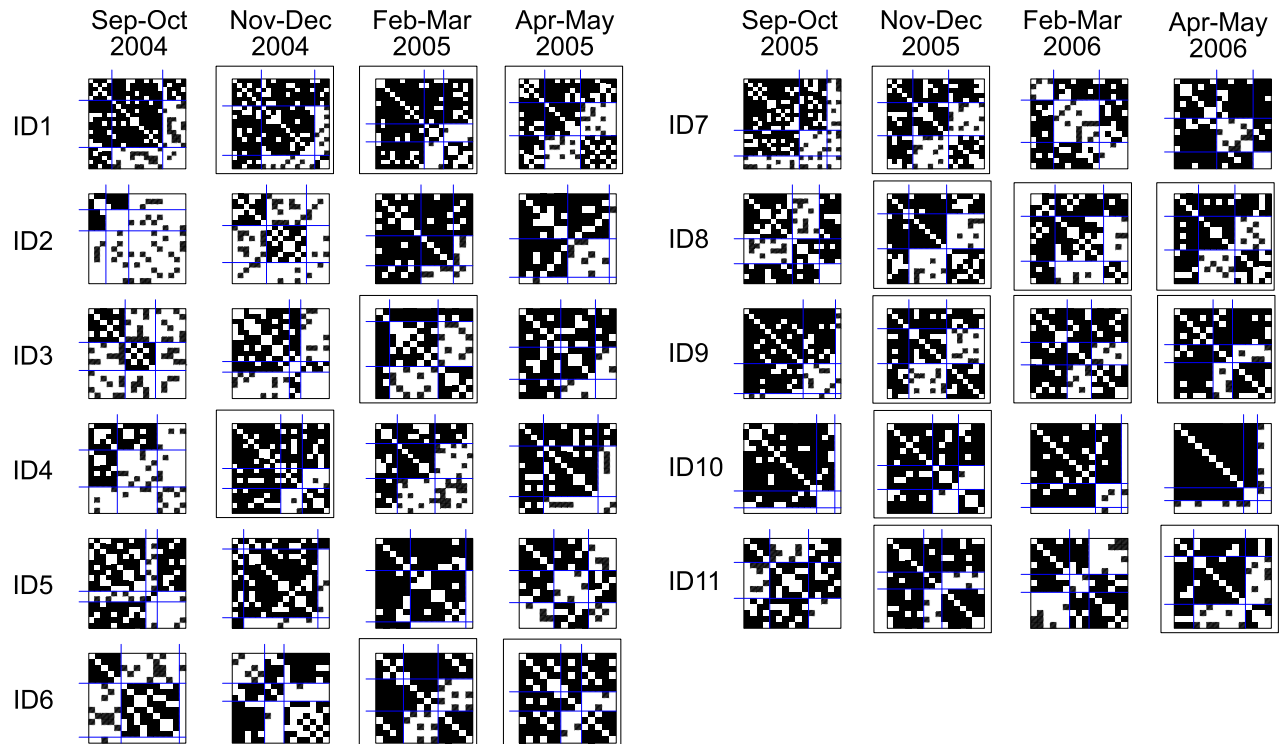 Sep-Oct Nov-Dec Feb-Mar Apr-May Sep-Oct Nov-Dec Feb-Mar Apr-May
2004 2004 2005 2005 2005 2005 2006 2006
ID1 ID7
ID2 ID8
ID3 ID9
ID4 ID10
ID5 ID11
ID6